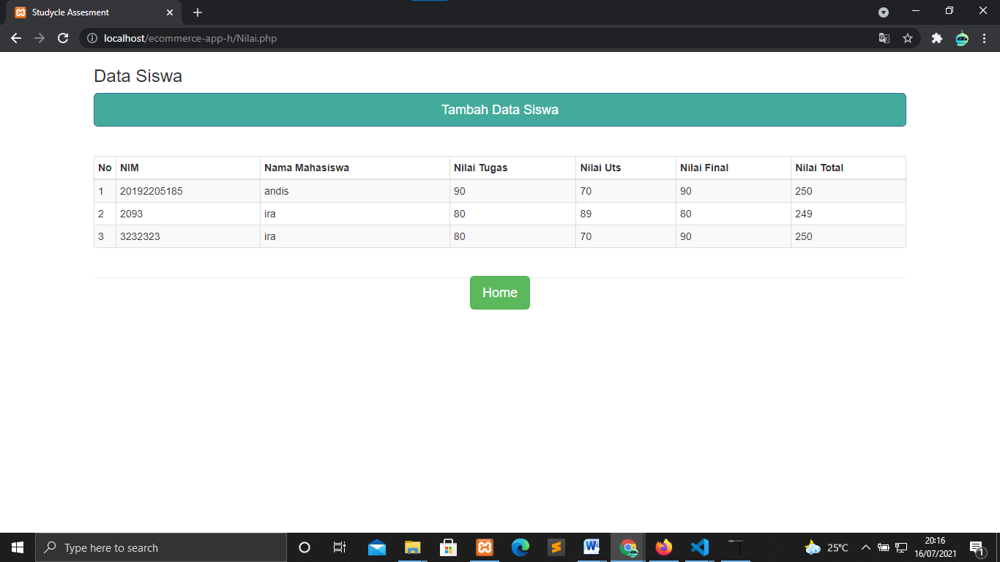 Studycle Assesment
localhost/ecommerce-app-h/Nilai.php
Data Siswa
Tambah Data Siswa
No NIM Nama Mahasiswa Nilai Tugas Nilai Uts Nilai Final Nilai Total
1 20192205185 andis 90 70 90 250
2 2093 ira 80 89 80 249
3 3232323 ira 80 70 90 250
Home
Type here to search
25°C
20:16
16/07/2021
1